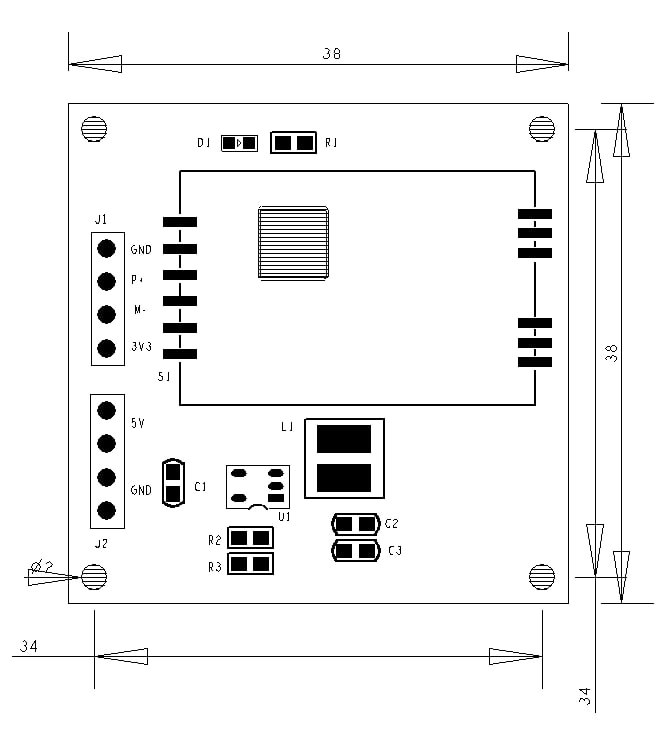 38
D1
R1
J1
GND
P+
M-
3V3
S1
38
5V
L1
GND
C1
U1
C2
J2
R2
C3
R3
ø2
34
34